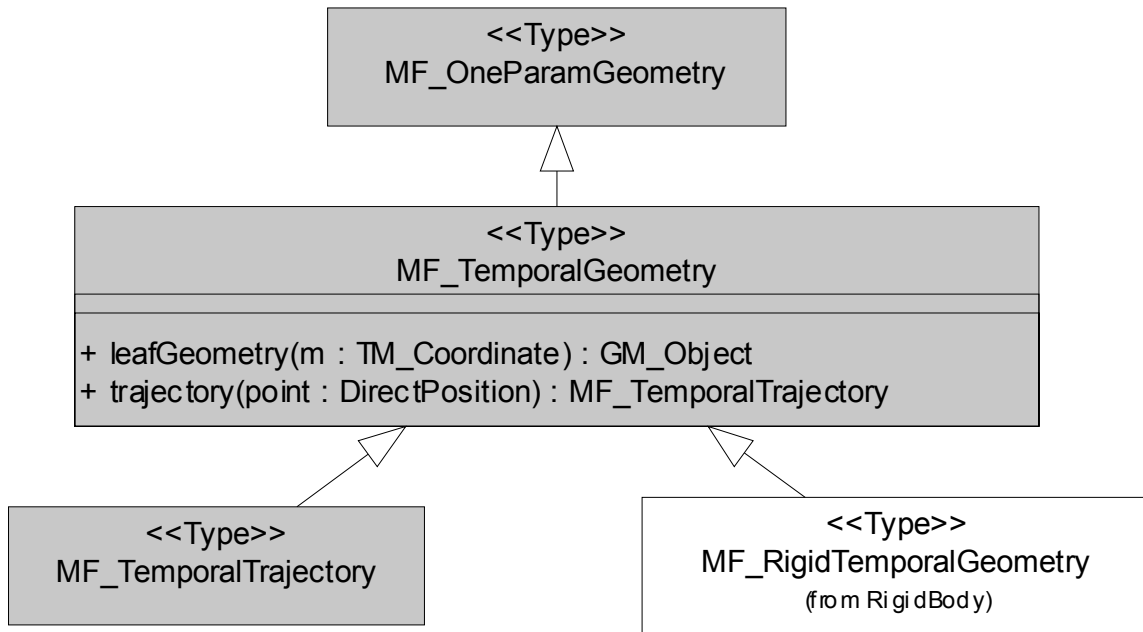 <<Type>>
MF_OneParamGeometry
<<Type>>
MF_TemporalGeometry
+ leafGeometry(m : TM_Coordinate) : GM_Object
+ trajectory(point : DirectPosition) : MF_TemporalTrajectory
<<Type>>
MF_TemporalTrajectory
<<Type>>
MF_RigidTemporalGeometry
(from RigidBody)